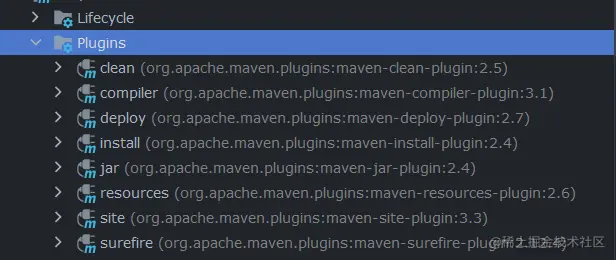 Lifecycle
Plugins
clean (org.apache.maven.plugins:maven-clean-plugin:2.5)
compiler (org.apache.maven.plugins:maven-compiler-plugin:3.1)
deploy (org.apache.maven.plugins:maven-deploy-plugin:2.7)
install (org.apache.maven.plugins:maven-install-plugin:2.4)
jar (org.apache.maven.plugins:maven-jar-plugin:2.4)
resources (org.apache.maven.plugins:maven-resources-plugin:2.6)
site (org.apache.maven.plugins:maven-site-plugin:3.3)
surefire (org.apache.maven.plugins:maven-surefire-plugin:2.12.4)
@稀土掘金技术社区